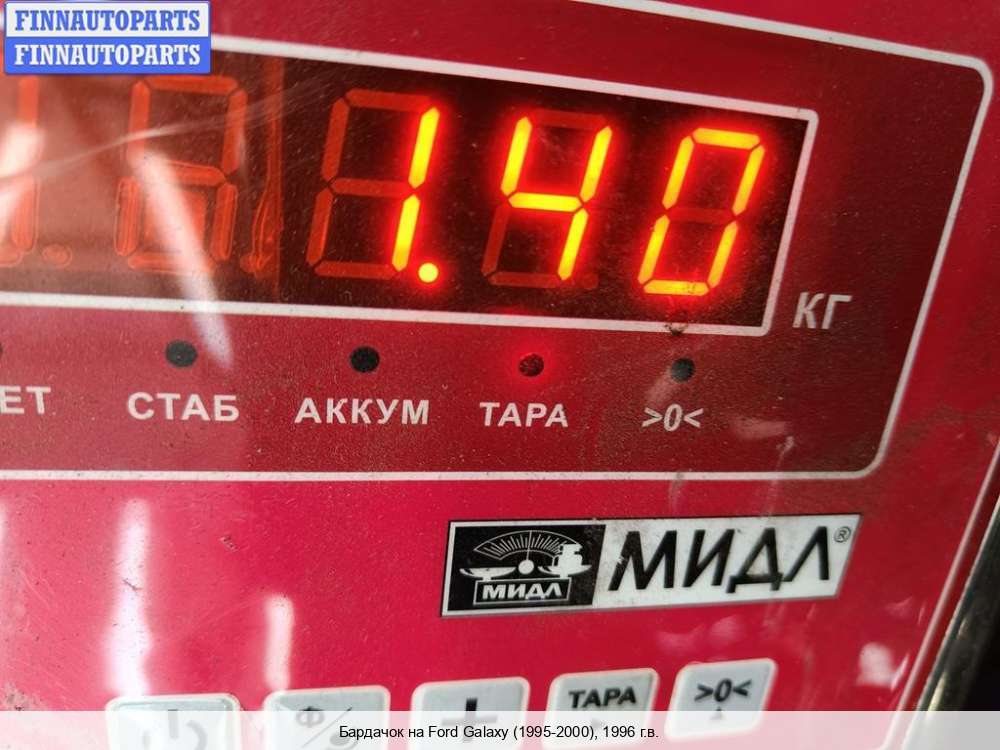 FINNAUTOPARTS
FINNAUTOPARTS
1.40
КГ
ЕТ СТАБ АККУМ ТАРА >0<
МИДЛ МИДЛ®
Ф ТАРА >0<
Бардачок на Ford Galaxy (1995-2000), 1996 г.в.